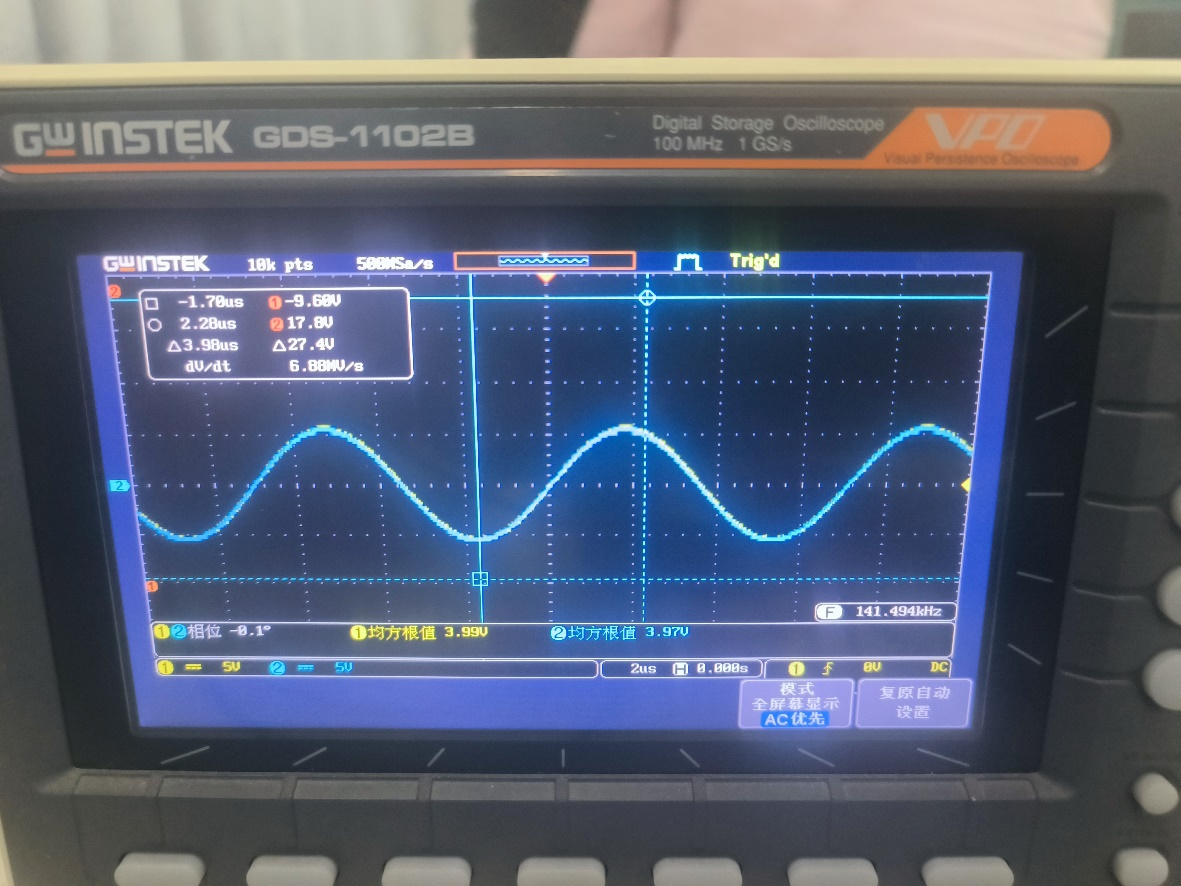 GW INSTEK GDS-1102B
Digital Storage Oscilloscope
100 MHz 1 GS/s
VPO
Visual Persistence Oscilloscope
GW INSTEK 10k pts 500MSa/s Trig'd
2
-1.70us 1 -9.60V
2.28us 2 17.8V
△3.98us △27.4V
dV/dt 6.88MV/s
2
1
F 141.494kHz
1 2 相位 -0.1° 1 均方根值 3.99V 2 均方根值 3.97V
1 5V 2 5V 2us H 0.000s 1 0V DC
模式
全屏幕显示
AC优先
复原自动
设置